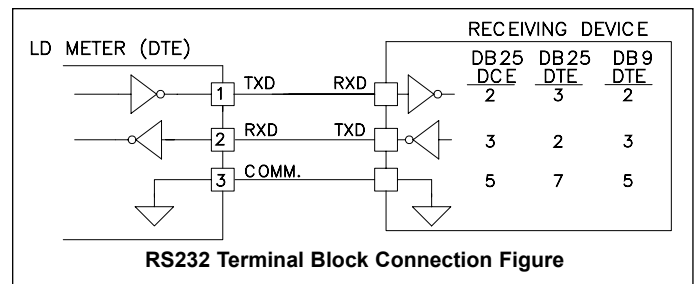 RECEIVING DEVICE
LD METER (DTE)
DB25 DB25 DB9
DCE DTE DTE
1 TXD RXD 2 3 2
2 RXD TXD 3 2 3
3 COMM. 5 7 5
RS232 Terminal Block Connection Figure